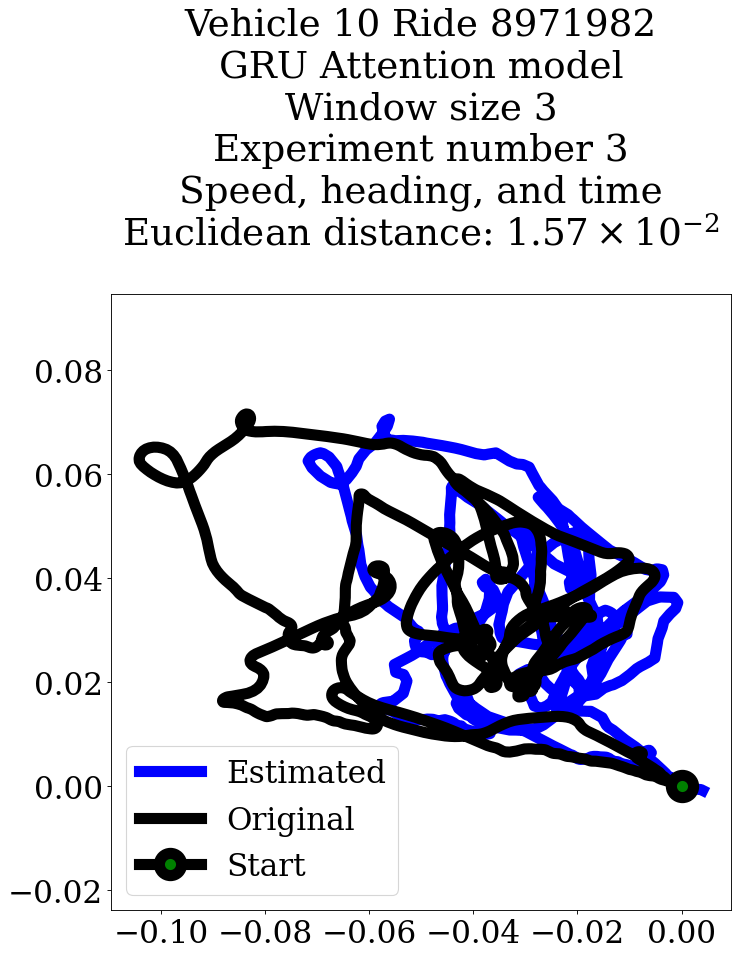 Vehicle 10 Ride 8971982
GRU Attention model
Window size 3
Experiment number 3
Speed, heading, and time
Euclidean distance: 1.57 × 10⁻²
0.08
0.06
0.04
0.02
0.00
−0.02
Estimated
Original
Start
−0.10 −0.08 −0.06 −0.04 −0.02 0.00